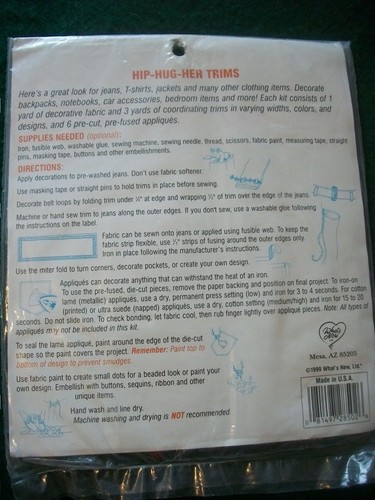 HIP-HUG-HER TRIMS
Here's a great look for jeans, T-shirts, jackets and many other clothing items. Decorate
backpacks, notebooks, car accessories, bedroom items and more! Each kit consists of 1
yard of decorative fabric and 3 yards of coordinating trims in varying widths, colors, and
designs, and 6 pre-cut, pre-fused appliqués.
SUPPLIES NEEDED (optional):
Iron, fusible web, washable glue, sewing machine, sewing needle, thread, scissors, fabric paint, measuring tape, straight
pins, masking tape, buttons and other embellishments.
DIRECTIONS:
Apply decorations to pre-washed jeans. Don't use fabric softener.
Use masking tape or straight pins to hold trims in place before sewing.
Decorate belt loops by folding trim under ¼" at edge and wrapping ½" of trim over the edge of the jeans.
Machine or hand sew trim to jeans along the outer edges. If you don't sew, use a washable glue following
the instructions on the label.
Fabric can be sewn onto jeans or applied using fusible web. To keep the
fabric strip flexible, use ½" strips of fusing around the outer edges only.
Iron in place following the manufacturer's instructions.
Use the miter fold to turn corners, decorate pockets, or create your own design.
Appliqués can decorate anything that can withstand the heat of an iron.
To use the pre-fused, die-cut pieces, remove the paper backing and position on final project. To iron-on
lame (metallic) appliqués, use a dry, permanent press setting (low) and iron for 3 to 4 seconds. For cotton
(printed) or ultra suede (napped) appliqués, use a dry, cotton setting (medium/high) and iron for 15 to 20
seconds. Do not slide iron. To check bonding, let fabric cool, then rub finger lightly over applique pieces. Note: All types of
appliqués may not be included in this kit.
To seal the lame appliqué, paint around the edge of the die-cut
shape so the paint covers the project. Remember: Paint top to
bottom of design to prevent smudges.
Use fabric paint to create small dots for a beaded look or paint your
own design. Embellish with buttons, sequins, ribbon and other
unique items.
Hand wash and line dry.
Machine washing and drying is NOT recommended.
What's New
Mesa, AZ 85205
©1999 What's New, Ltd.
Made in U.S.A.